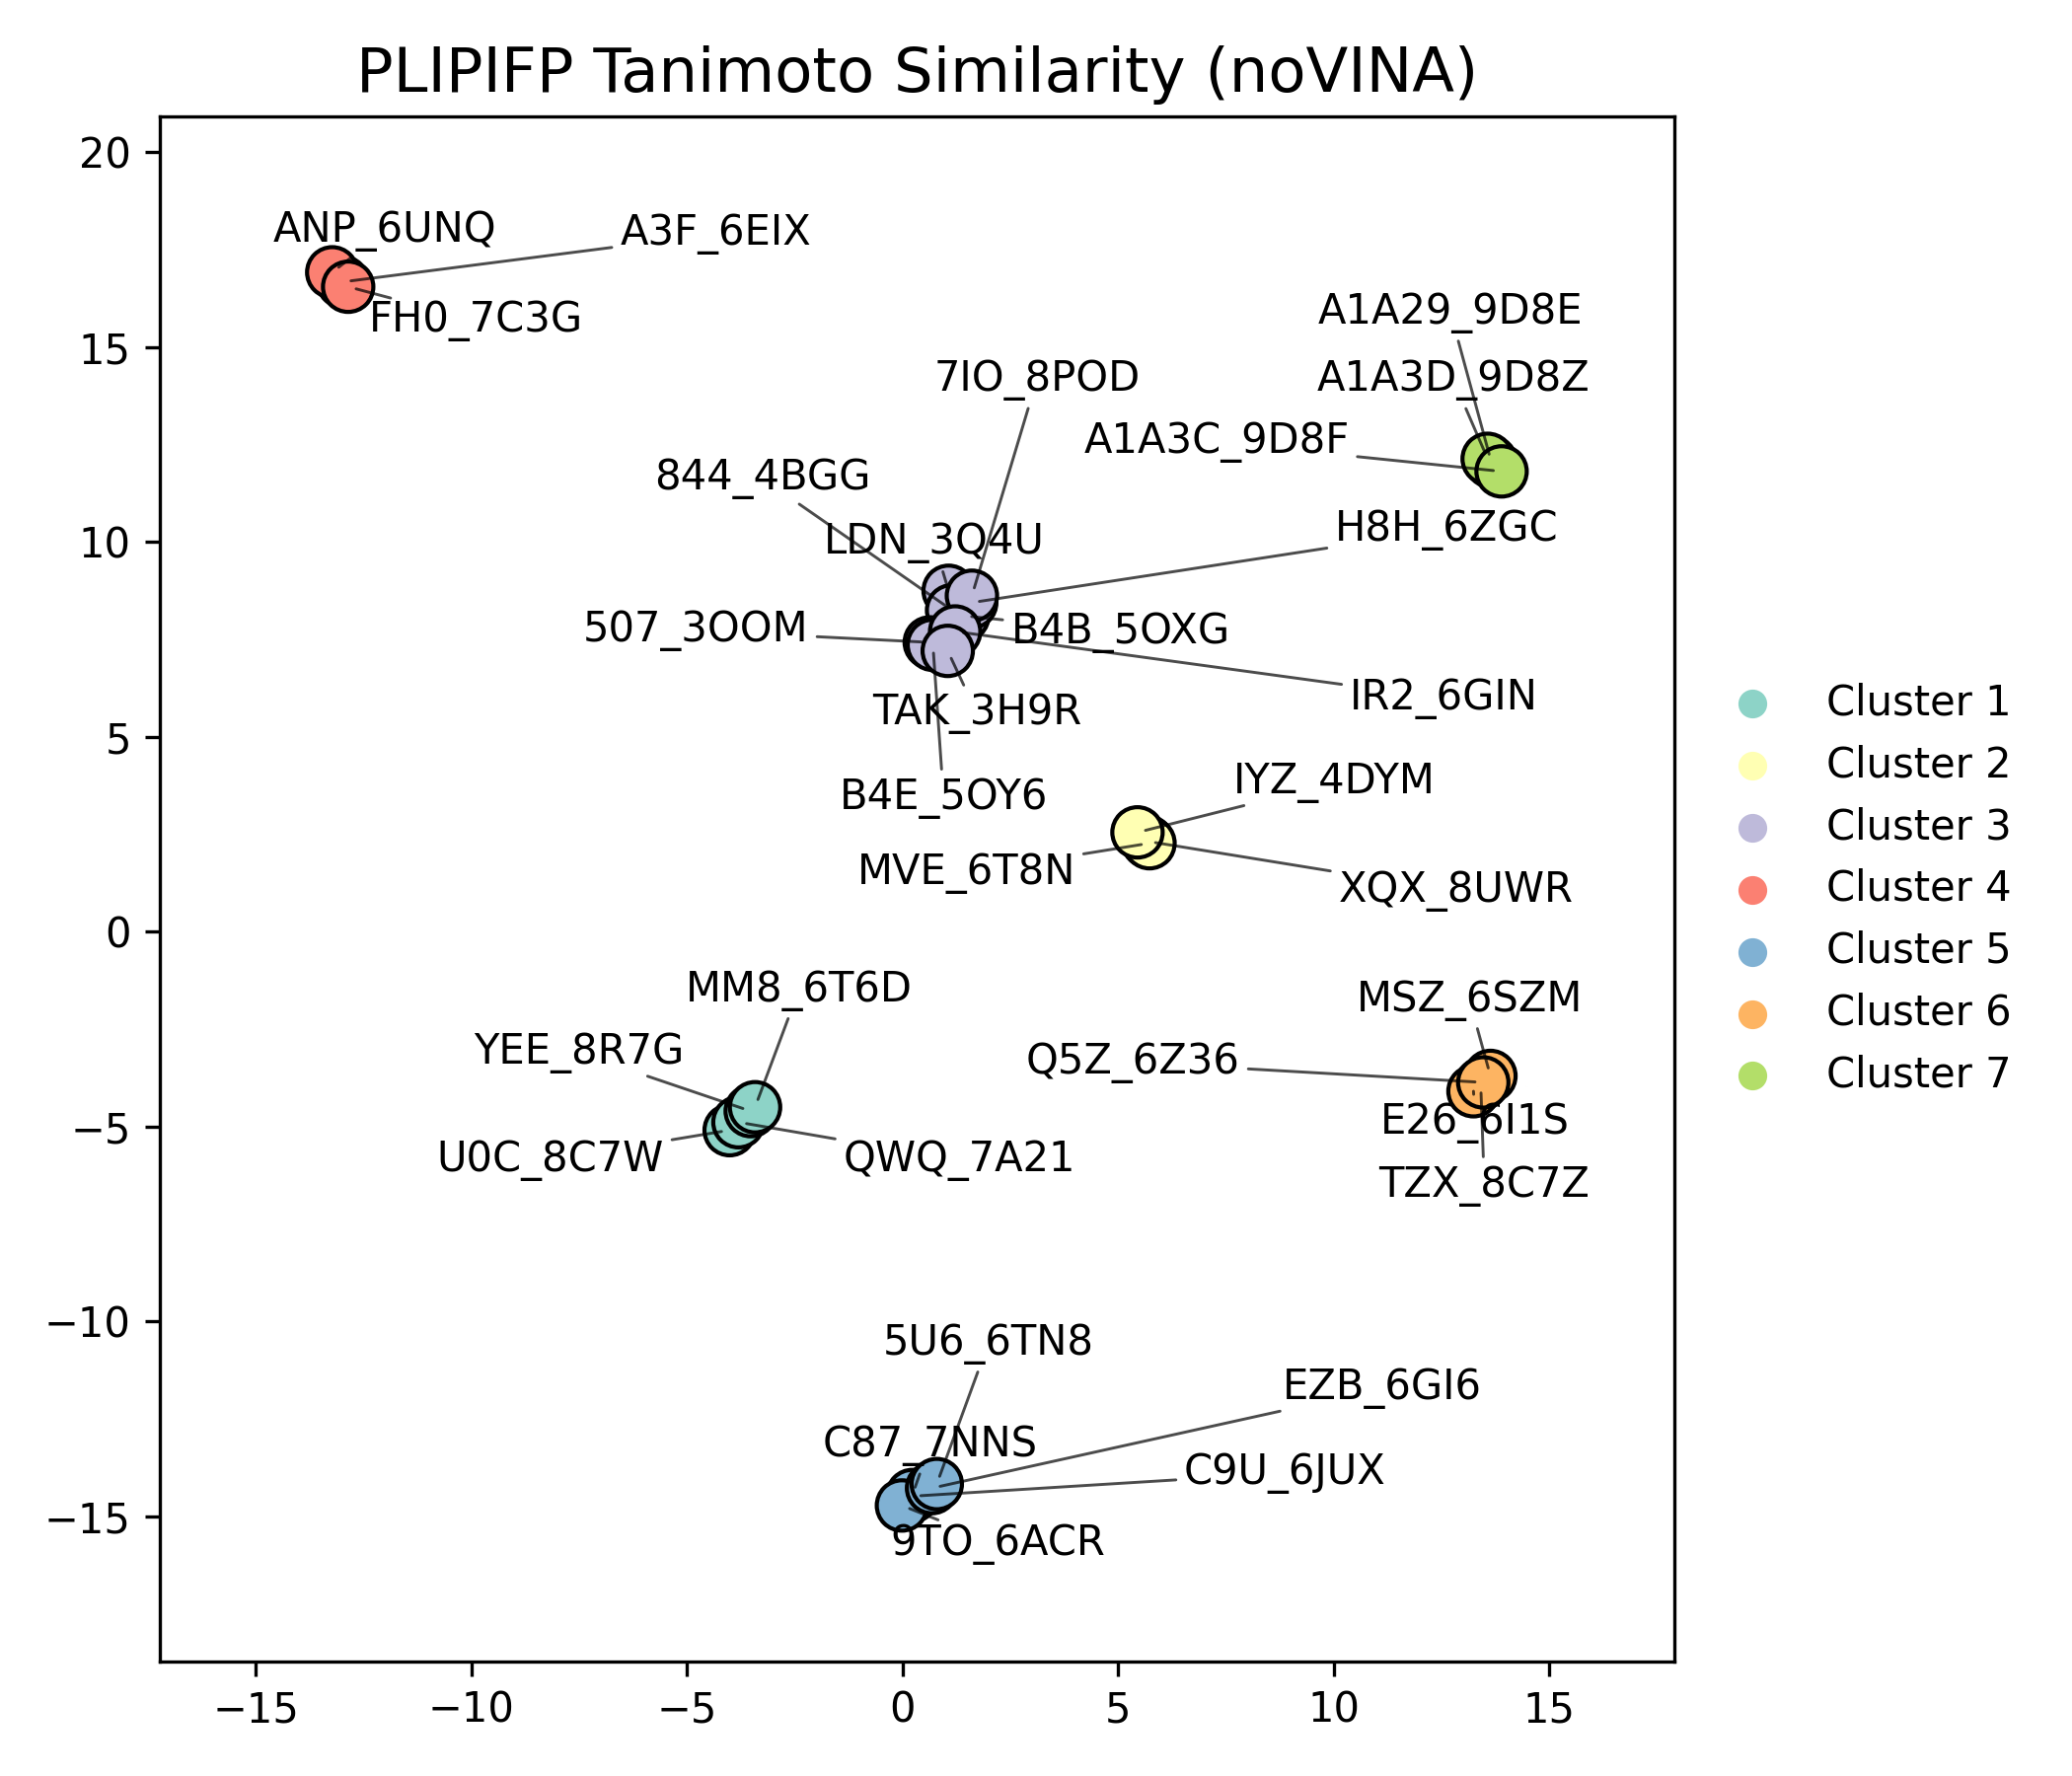 PLIPIFP Tanimoto Similarity (noVINA)
20
15
10
5
0
−5
−10
−15
−15
−10
−5
0
5
10
15
ANP_6UNQ
A3F_6EIX
FH0_7C3G
A1A29_9D8E
7IO_8POD
A1A3D_9D8Z
A1A3C_9D8F
844_4BGG
LDN_3Q4U
H8H_6ZGC
507_3OOM
B4B_5OXG
TAK_3H9R
IR2_6GIN
B4E_5OY6
IYZ_4DYM
MVE_6T8N
XQX_8UWR
MM8_6T6D
MSZ_6SZM
YEE_8R7G
Q5Z_6Z36
E26_6I1S
U0C_8C7W
QWQ_7A21
TZX_8C7Z
5U6_6TN8
EZB_6GI6
C87_7NNS
C9U_6JUX
9TO_6ACR
Cluster 1
Cluster 2
Cluster 3
Cluster 4
Cluster 5
Cluster 6
Cluster 7